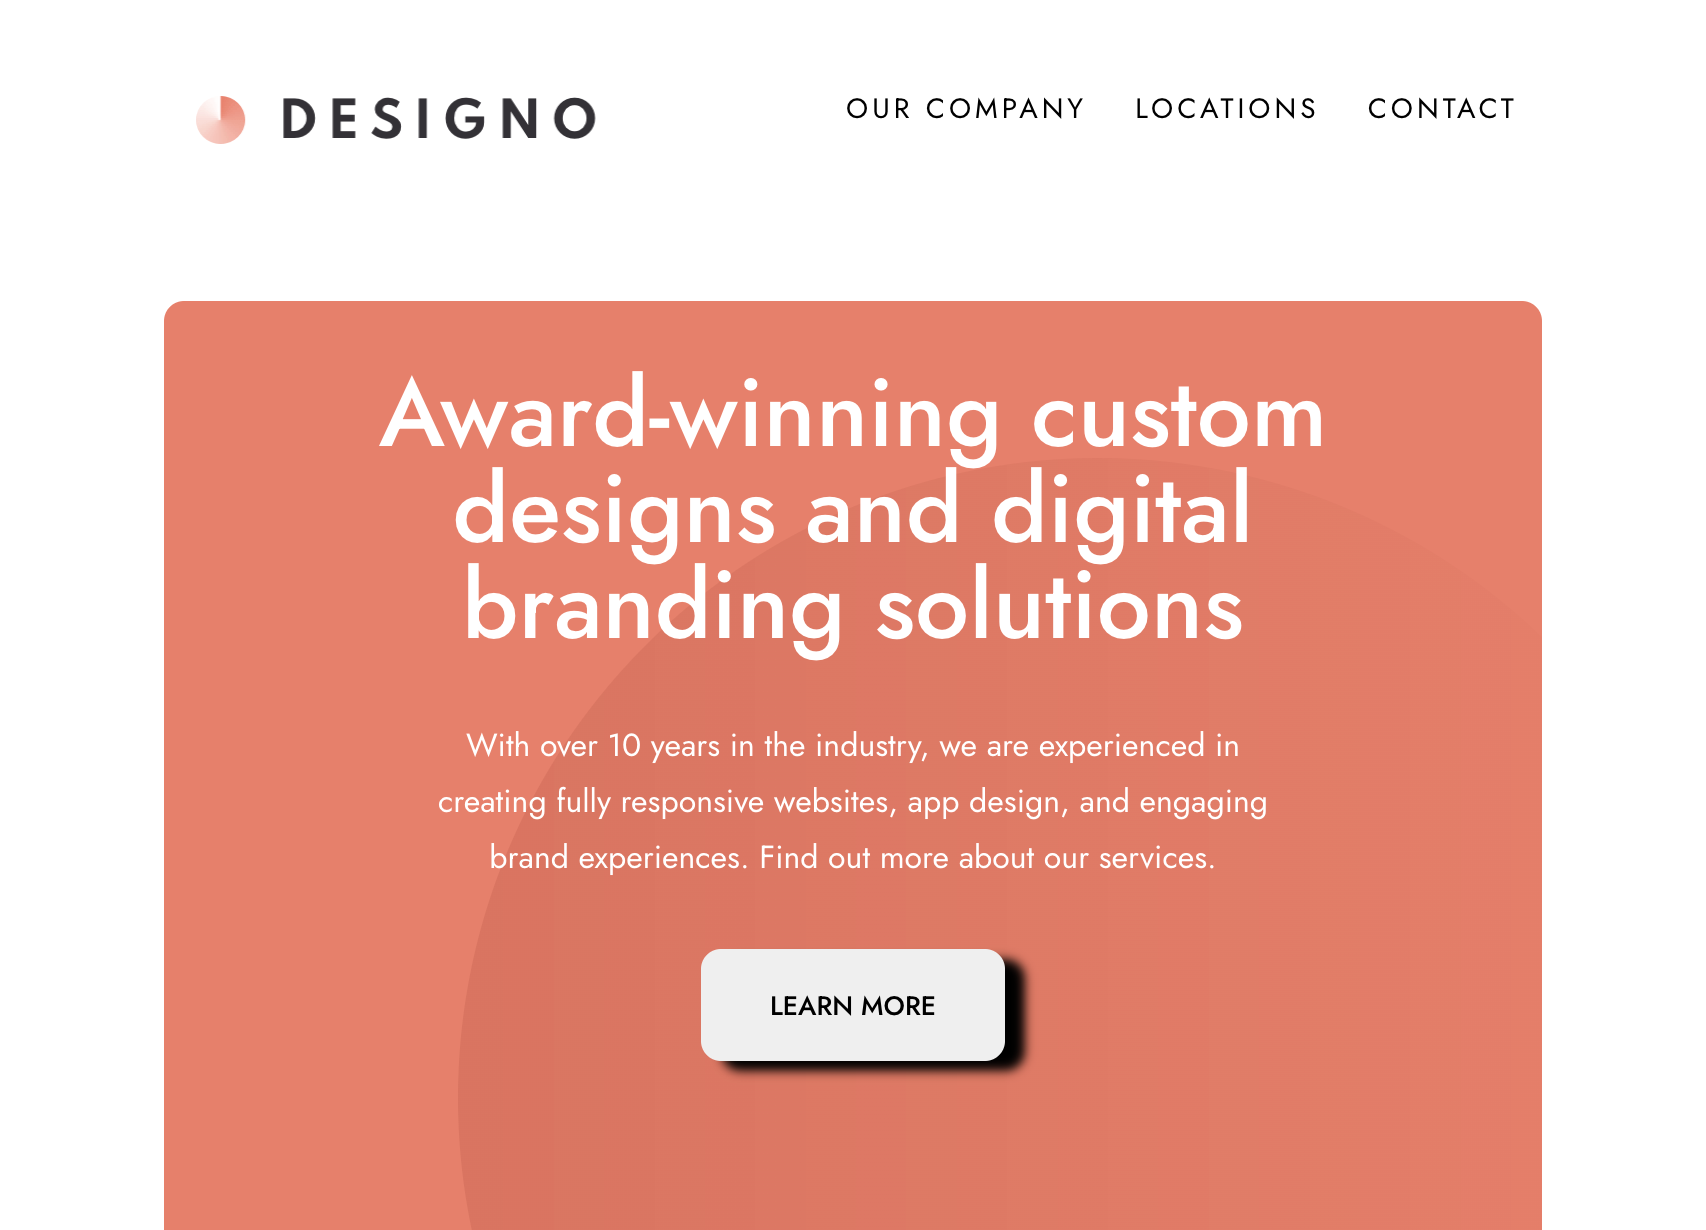 DESIGNO
OUR COMPANY LOCATIONS CONTACT
Award-winning custom
designs and digital
branding solutions
With over 10 years in the industry, we are experienced in
creating fully responsive websites, app design, and engaging
brand experiences. Find out more about our services.
LEARN MORE